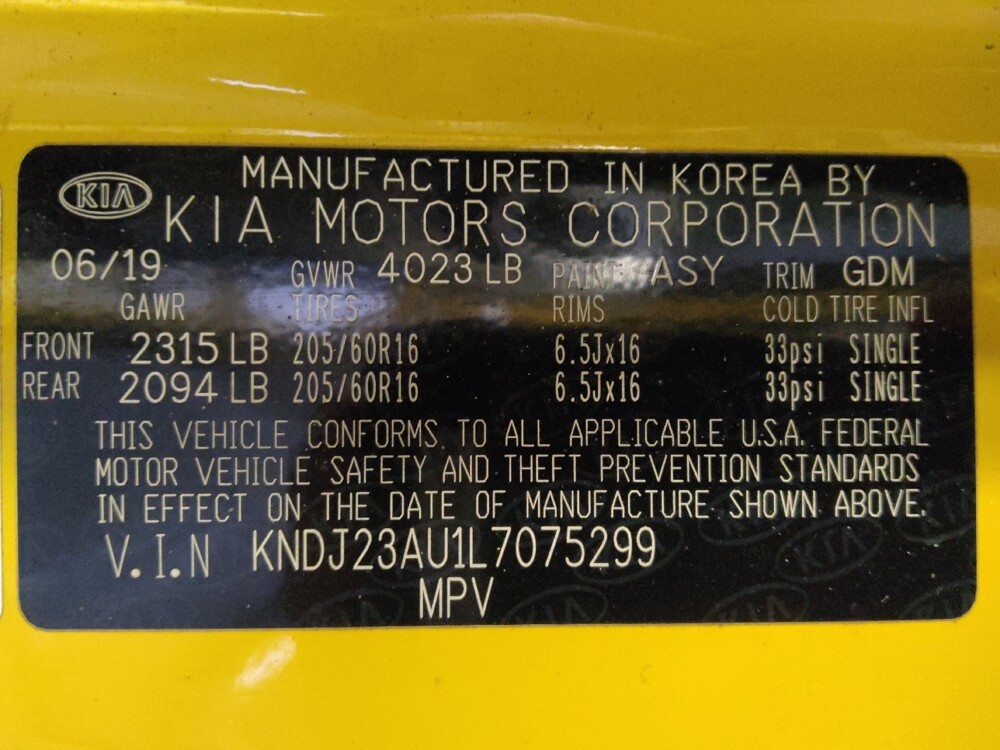 KIA MANUFACTURED IN KOREA BY
KIA MOTORS CORPORATION
06/19 GVWR 4023 LB PAINT ASY TRIM GDM
GAWR TIRES RIMS COLD TIRE INFL
FRONT 2315 LB 205/60R16 6.5Jx16 33psi SINGLE
REAR 2094 LB 205/60R16 6.5Jx16 33psi SINGLE
THIS VEHICLE CONFORMS TO ALL APPLICABLE U.S.A. FEDERAL
MOTOR VEHICLE SAFETY AND THEFT PREVENTION STANDARDS
IN EFFECT ON THE DATE OF MANUFACTURE SHOWN ABOVE.
V.I.N KNDJ23AU1L7075299
MPV